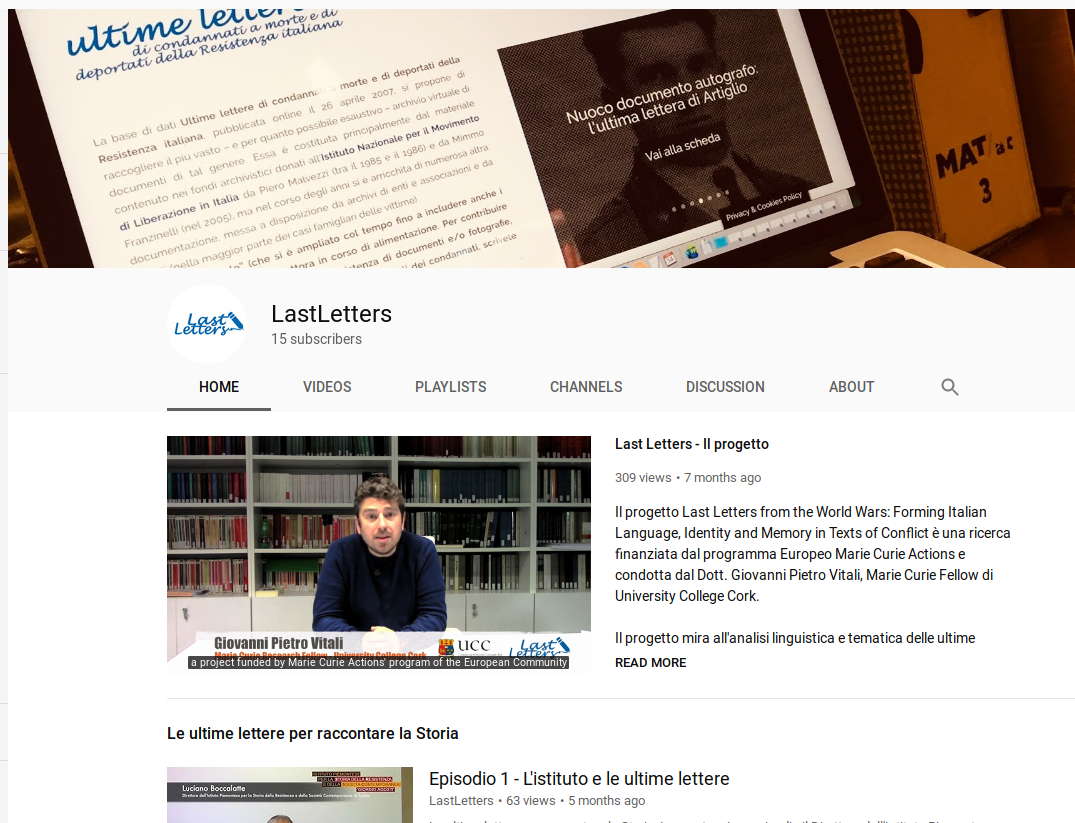 ultime lettere
di condannati a morte e di
deportati della Resistenza italiana
La base di dati Ultime lettere di condannati a morte e di deportati della
Resistenza italiana, pubblicata online il 26 aprile 2007, si propone di
raccogliere il più vasto – e per quanto possibile esaustivo – archivio virtuale di
documenti di tal genere. Essa è costituita principalmente dal materiale
contenuto nei fondi archivistici donati all'Istituto Nazionale per il Movimento
di Liberazione in Italia da Piero Malvezzi (tra il 1985 e il 1986) e da Mimmo
Franzinelli (nel 2005), ma nel corso degli anni si è arricchita di numerosa altra
documentazione, messa a disposizione da archivi di enti e associazioni e da
(nella maggior parte dei casi famigliari delle vittime).
(che si è ampliato col tempo fino a includere anche i
in corso di alimentazione. Per contribuire
di documenti e/o fotografie,
dei condannati, scrivete
Nuoco documento autografo:
l'ultima lettera di Artiglio
Vai alla scheda
Privacy & Cookies Policy
MAT/ac
3
Last
Letters
LastLetters
15 subscribers
HOME VIDEOS PLAYLISTS CHANNELS DISCUSSION ABOUT
Last Letters - Il progetto
309 views • 7 months ago
Il progetto Last Letters from the World Wars: Forming Italian
Language, Identity and Memory in Texts of Conflict è una ricerca
finanziata dal programma Europeo Marie Curie Actions e
condotta dal Dott. Giovanni Pietro Vitali, Marie Curie Fellow di
University College Cork.
Il progetto mira all'analisi linguistica e tematica delle ultime
READ MORE
Giovanni Pietro Vitali
Marie Curie Research Fellow - University College Cork
UCC
Last
Letters
a project funded by Marie Curie Actions' program of the European Community
Le ultime lettere per raccontare la Storia
Luciano Boccalatte
Episodio 1 - L'istituto e le ultime lettere
LastLetters • 63 views • 5 months ago